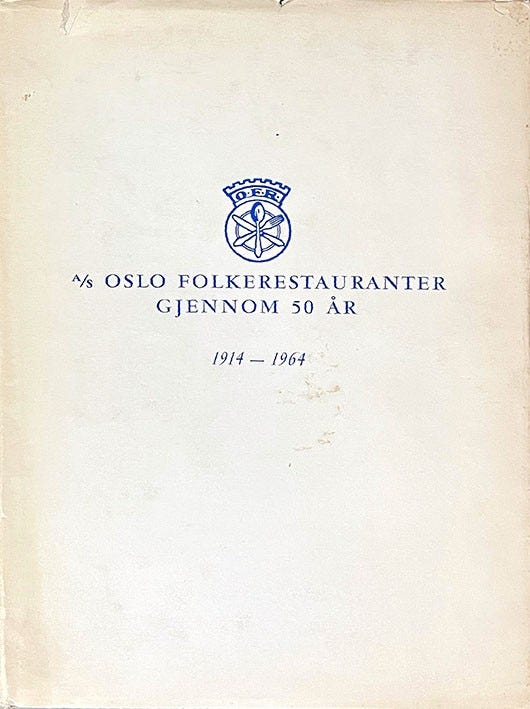 O.F.R.
A/S OSLO FOLKERESTAURANTER
GJENNOM 50 ÅR
1914 — 1964